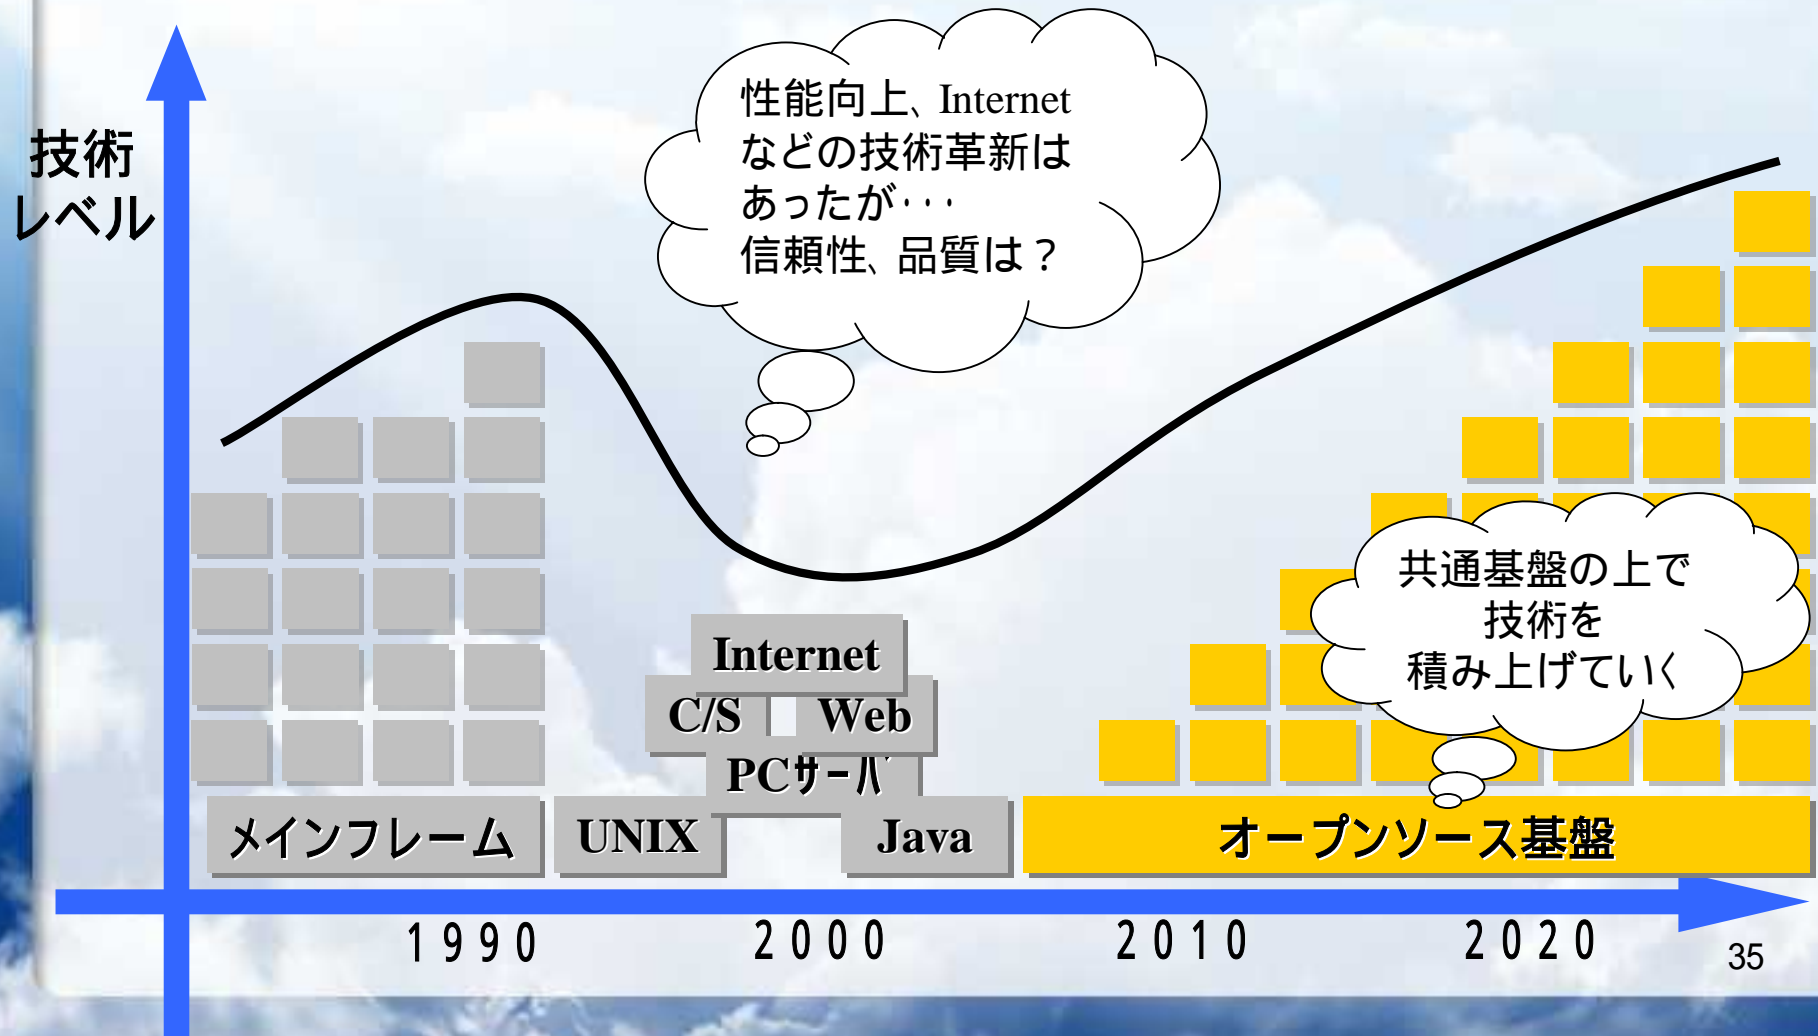 技術
レベル
性能向上、Internet
などの技術革新は
あったが・・・
信頼性、品質は？
共通基盤の上で
技術を
積み上げていく
Internet
C/S
Web
PCサーバ
メインフレーム
UNIX
Java
オープンソース基盤
1990
2000
2010
2020
35